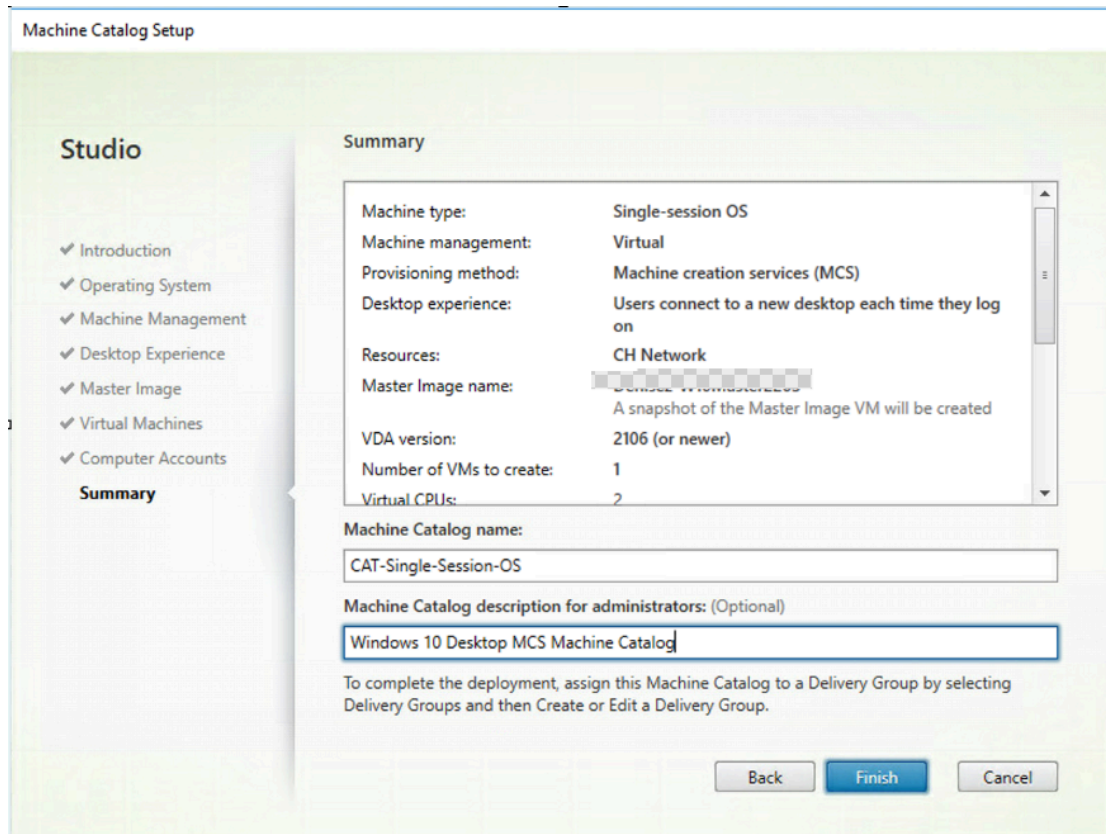 Machine Catalog Setup
Studio
Introduction
Operating System
Machine Management
Desktop Experience
Master Image
Virtual Machines
Computer Accounts
Summary
Summary
Machine type: Single-session OS
Machine management: Virtual
Provisioning method: Machine creation services (MCS)
Desktop experience: Users connect to a new desktop each time they log
on
Resources: CH Network
Master Image name:
A snapshot of the Master Image VM will be created
VDA version: 2106 (or newer)
Number of VMs to create: 1
Virtual CPUs: 2
Machine Catalog name:
CAT-Single-Session-OS
Machine Catalog description for administrators: (Optional)
Windows 10 Desktop MCS Machine Catalog
To complete the deployment, assign this Machine Catalog to a Delivery Group by selecting
Delivery Groups and then Create or Edit a Delivery Group.
Back Finish Cancel